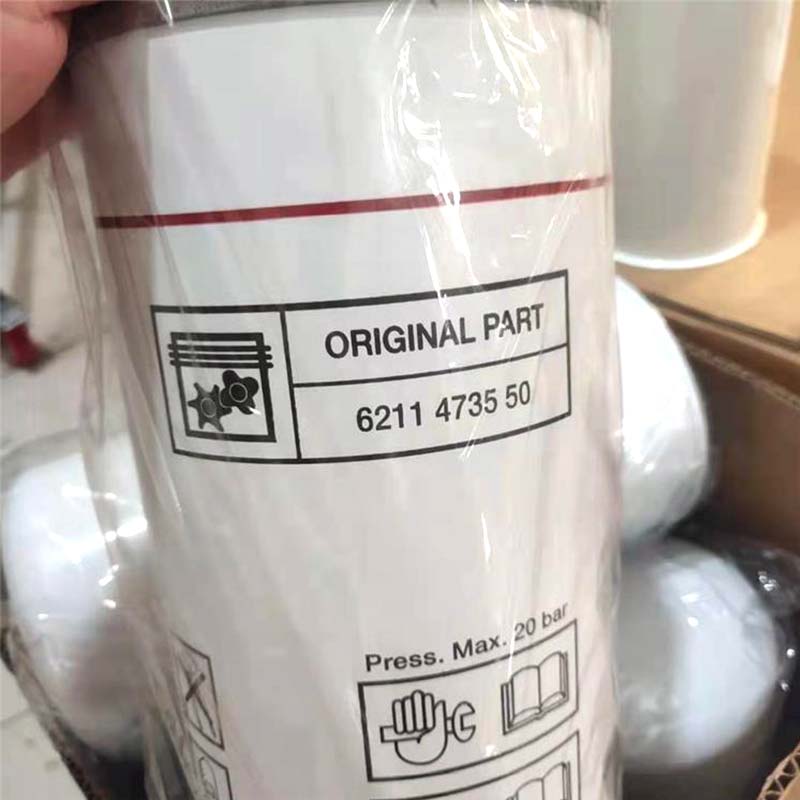 ORIGINAL PART
6211 4735 50
Press. Max. 20 bar